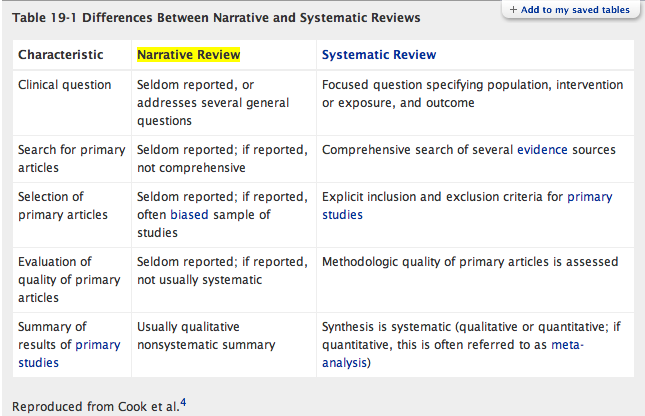 Table 19-1 Differences Between Narrative and Systematic Reviews
+ Add to my saved tables
Characteristic
Narrative Review
Systematic Review
Clinical question
Seldom reported, or
addresses several general
questions
Focused question specifying population, intervention
or exposure, and outcome
Search for primary
articles
Seldom reported; if reported,
not comprehensive
Comprehensive search of several evidence sources
Selection of
primary articles
Seldom reported; if reported,
often biased sample of
studies
Explicit inclusion and exclusion criteria for primary
studies
Evaluation of
quality of primary
articles
Seldom reported; if reported,
not usually systematic
Methodologic quality of primary articles is assessed
Summary of
results of primary
studies
Usually qualitative
nonsystematic summary
Synthesis is systematic (qualitative or quantitative; if
quantitative, this is often referred to as meta-
analysis)
Reproduced from Cook et al.4